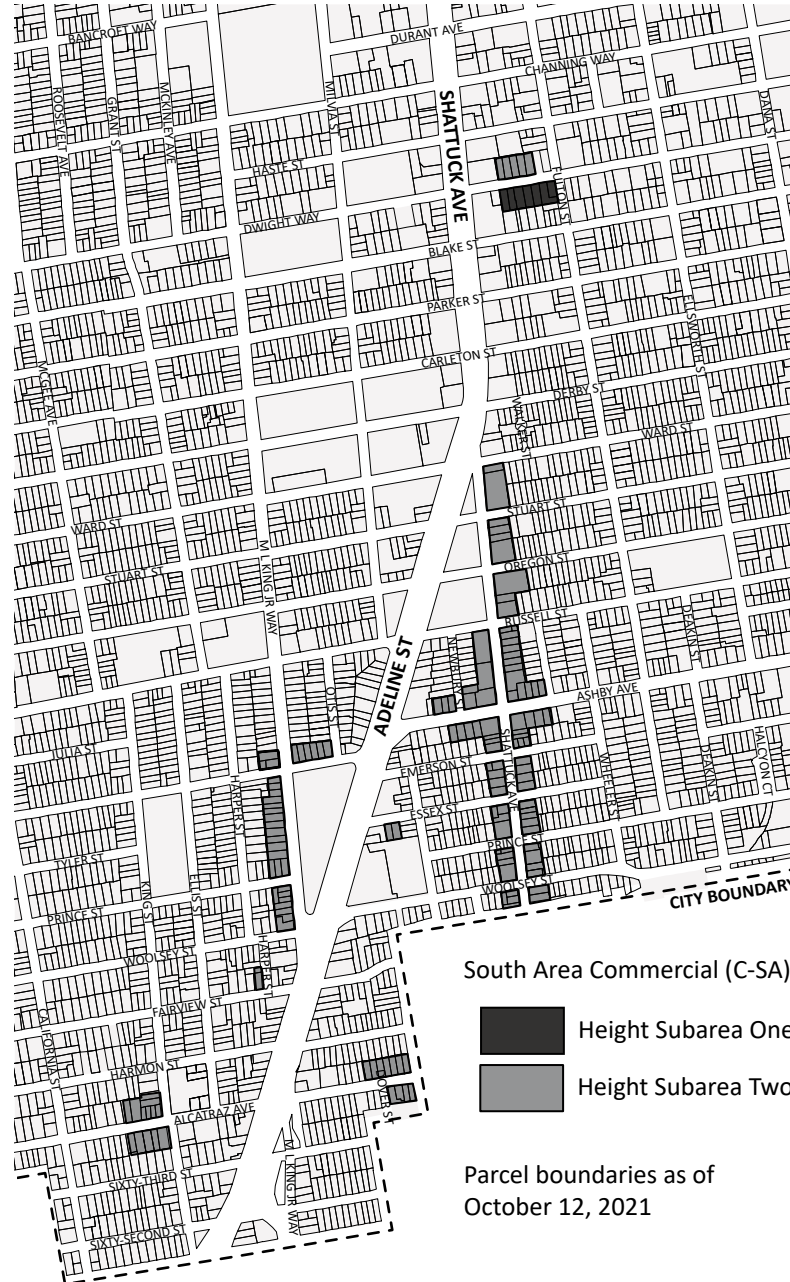 BANCROFT WAY
DURANT AVE
CHANNING WAY
ROOSEVELT AVE
GRANT ST
MCKINLEY AVE
MILVIA ST
SHATTUCK AVE
DANA ST
HASTE ST
FULTON ST
DWIGHT WAY
BLAKE ST
PARKER ST
ELLSWORTH ST
CARLETON ST
MCGEE AVE
DERBY ST
WALKER ST
WARD ST
STUART ST
WARD ST
OREGON ST
STUART ST
M L KING JR WAY
RUSSELL ST
DEAKIN ST
NEWBURY ST
ADELINE ST
OTIS ST
ASHBY AVE
JULIA ST
SHATTUCK AVE
HALCYON CT
EMERSON ST
WHEELER ST
DEAKIN ST
HARPER ST
ESSEX ST
TYLER ST
PRINCE ST
KING ST
ELLIS ST
WOOLSEY ST
CITY BOUNDARY
PRINCE ST
HARPER ST
WOOLSEY ST
FAIRVIEW ST
CALIFORNIA ST
HARMON ST
DOVER ST
ALCATRAZ AVE
M L KING JR WAY
SIXTY-THIRD ST
SIXTY-SECOND ST
South Area Commercial (C-SA)
Height Subarea One
Height Subarea Two
Parcel boundaries as of
October 12, 2021